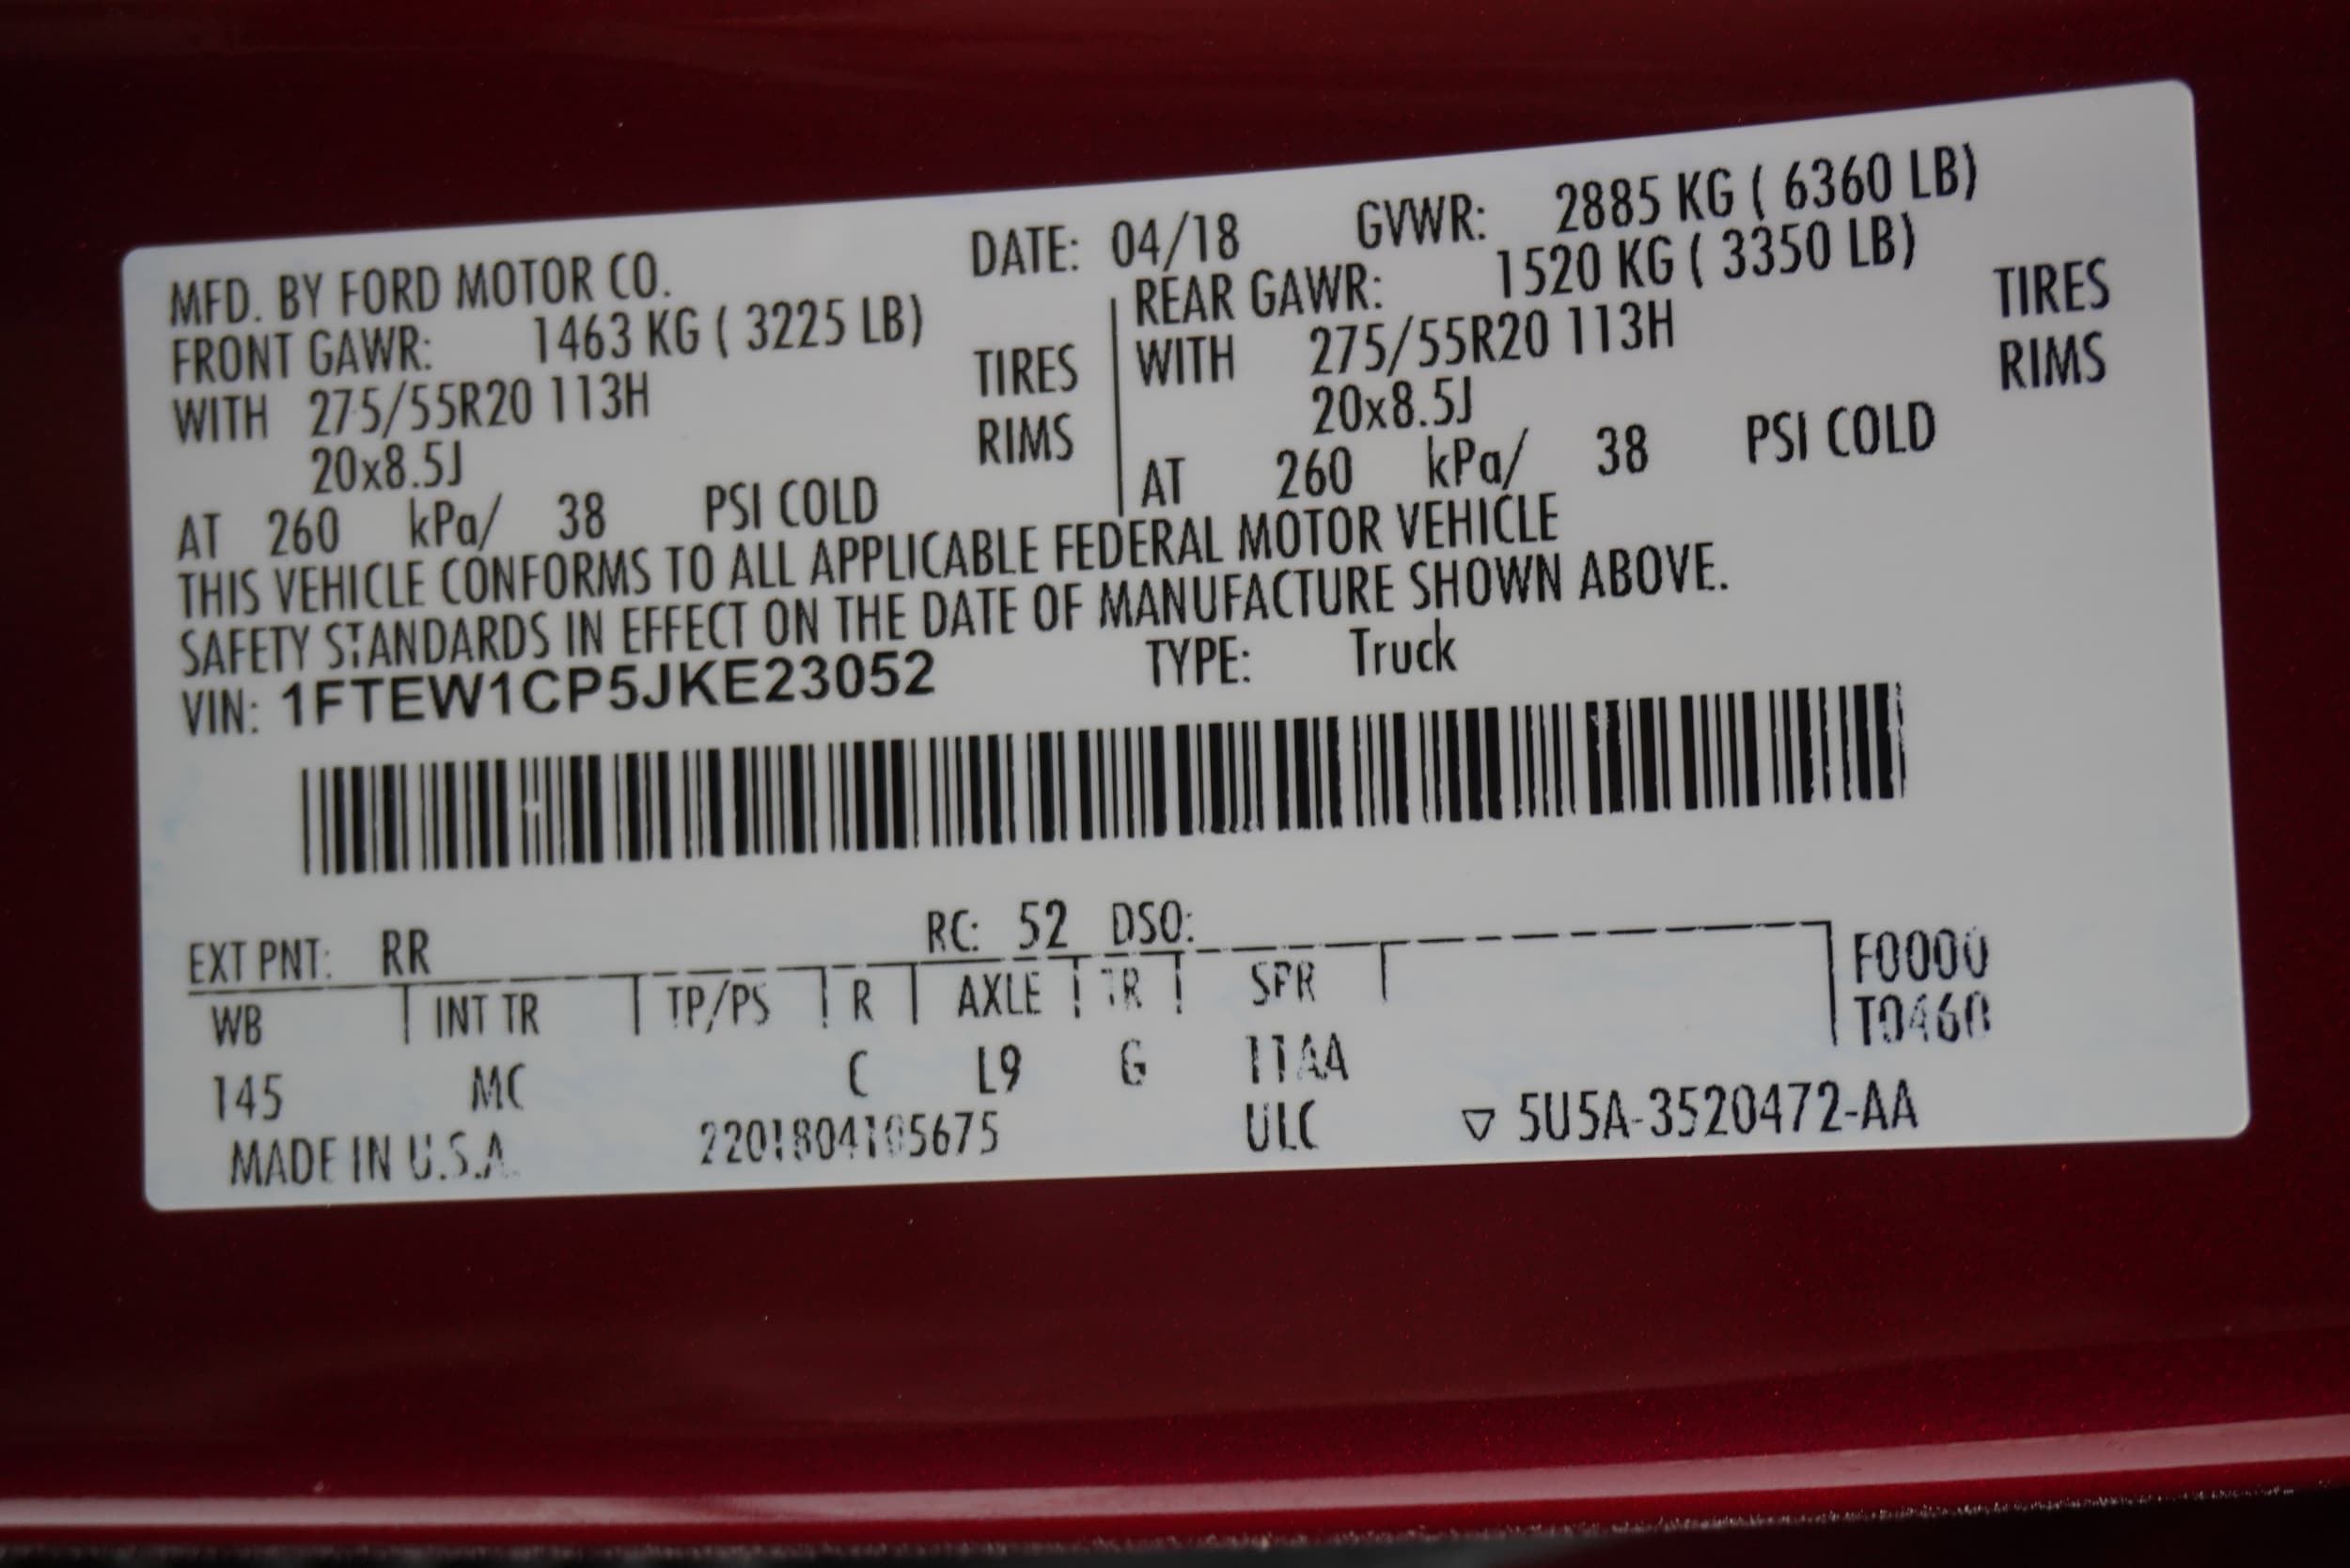 MFD. BY FORD MOTOR CO. DATE: 04/18 GVWR: 2885 KG ( 6360 LB)
FRONT GAWR: 1463 KG ( 3225 LB) REAR GAWR: 1520 KG ( 3350 LB)
WITH 275/55R20 113H TIRES WITH 275/55R20 113H TIRES
20x8.5J RIMS 20x8.5J RIMS
AT 260 kPa/ 38 PSI COLD AT 260 kPa/ 38 PSI COLD
THIS VEHICLE CONFORMS TO ALL APPLICABLE FEDERAL MOTOR VEHICLE
SAFETY STANDARDS IN EFFECT ON THE DATE OF MANUFACTURE SHOWN ABOVE.
VIN: 1FTEW1CP5JKE23052 TYPE: Truck
EXT PNT: RR RC: 52 DSO:
WB INT TR TP/PS R AXLE TR SPR F0000
T0460
145 MC C L9 G 11AA
MADE IN U.S.A. 2201804105675 ULC ▽ 5U5A-3520472-AA